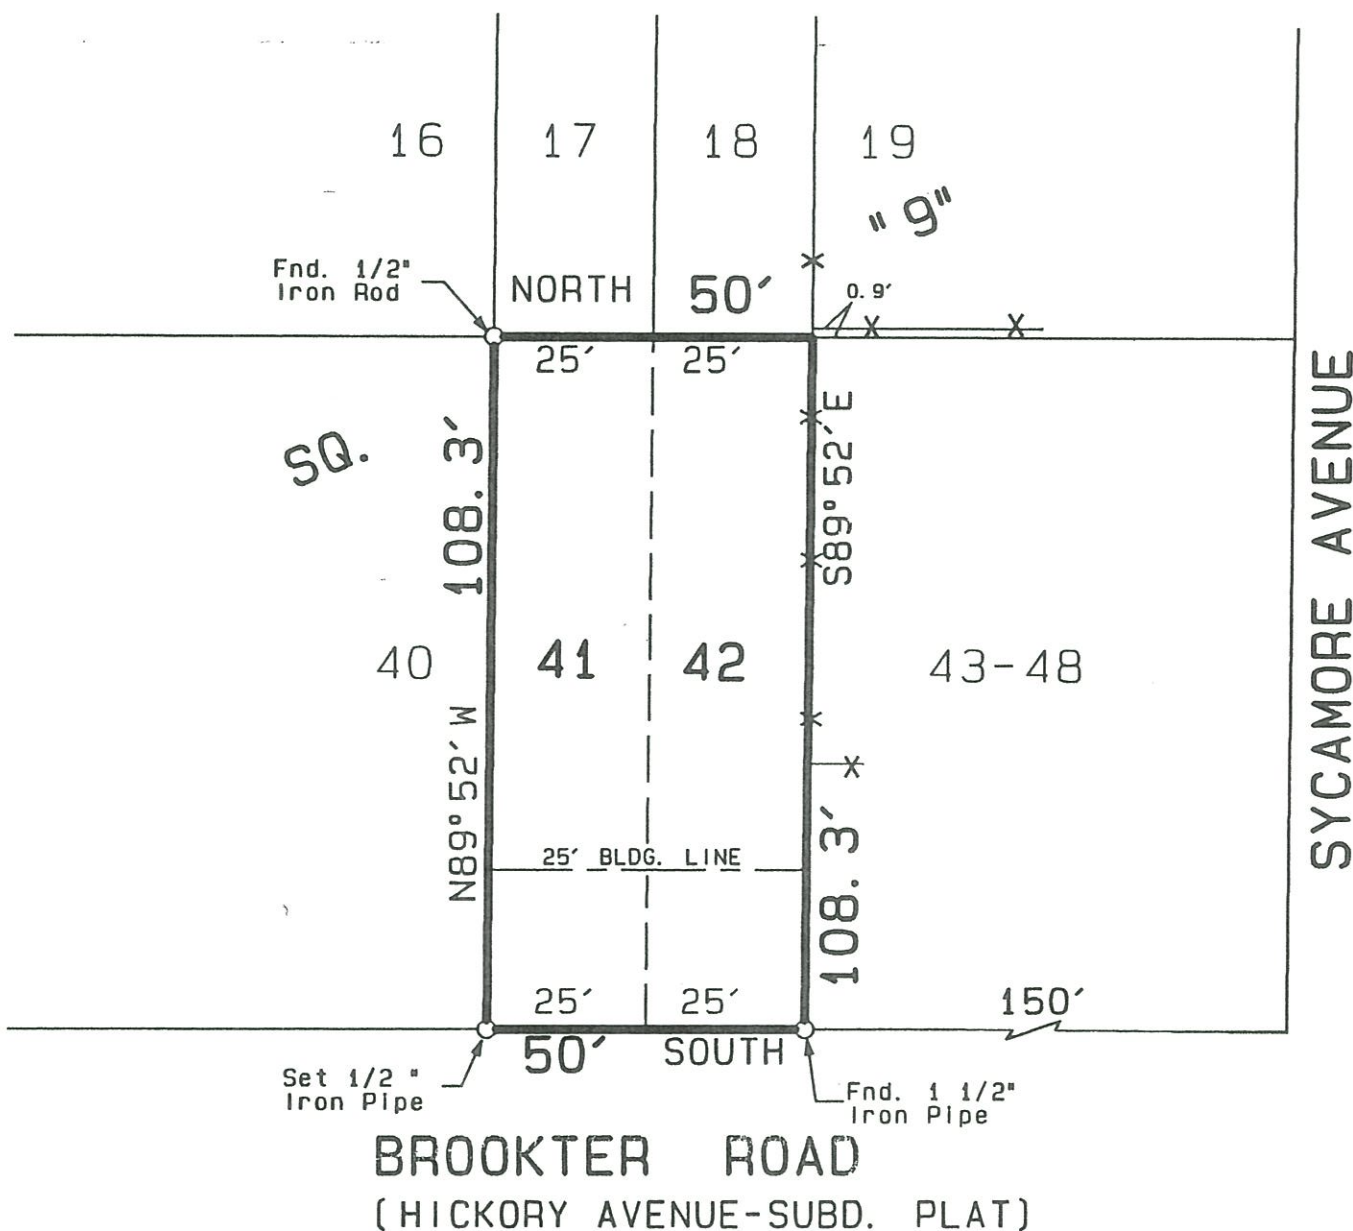 16 17 18 19
" 9"
Fnd. 1/2"
Iron Rod
NORTH 50'
0.9'
25' 25'
SQ.
108.3'
S89°52'E
SYCAMORE AVENUE
40 41 42 43-48
N89°52'W
25' BLDG. LINE
108.3'
25' 25' 150'
50' SOUTH
Set 1/2 "
Iron Pipe
Fnd. 1 1/2"
Iron Pipe
BROOKTER ROAD
(HICKORY AVENUE-SUBD. PLAT)